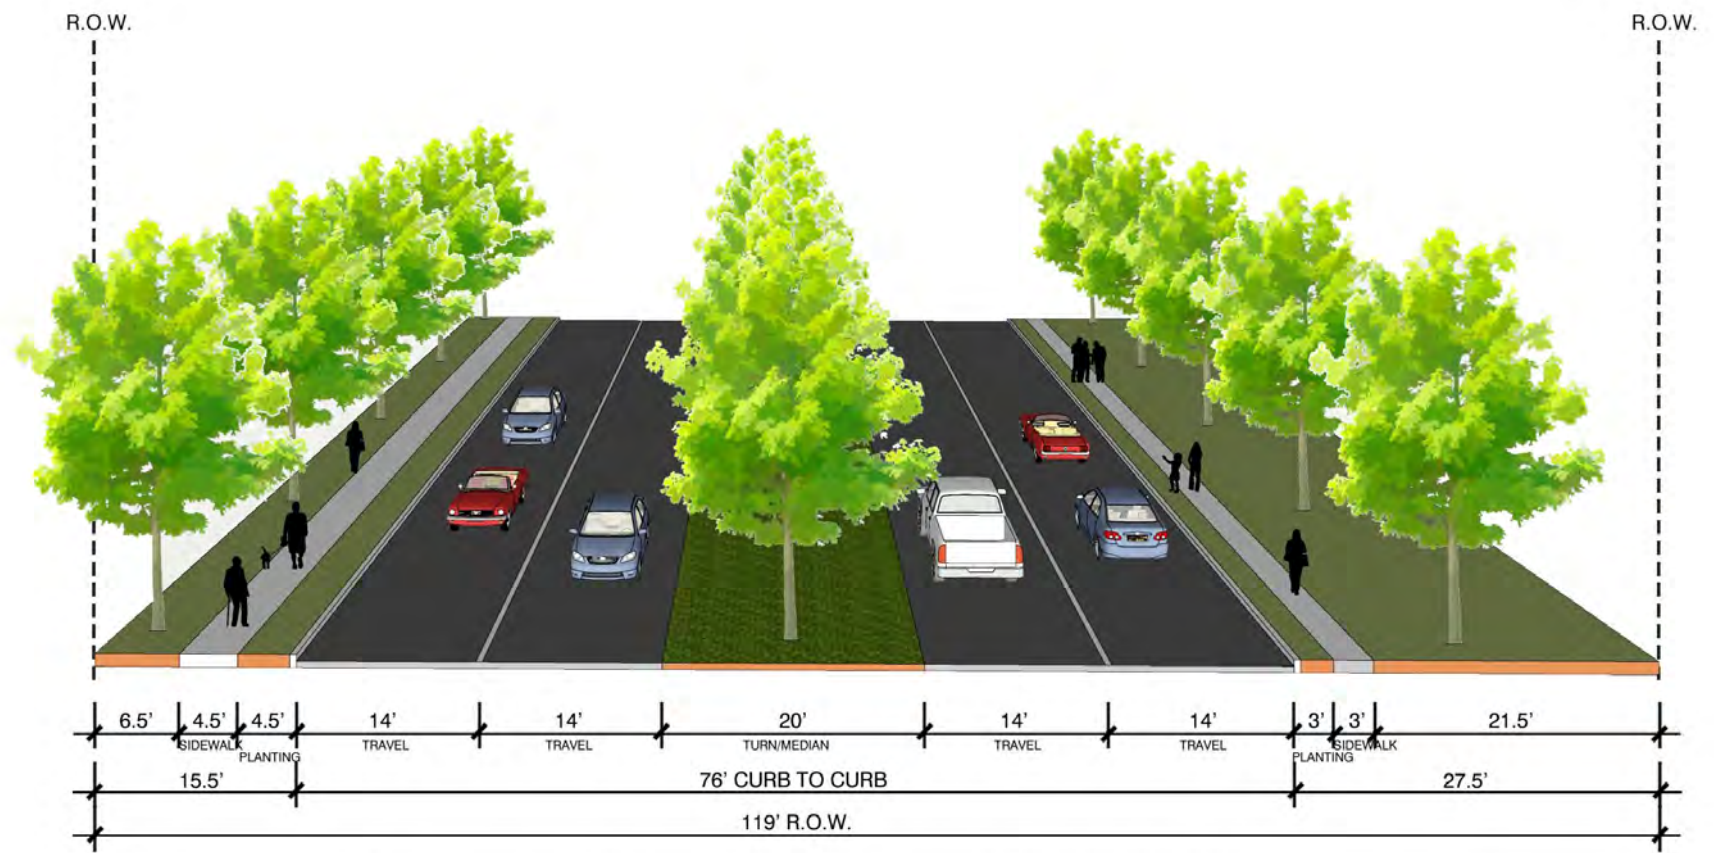 R.O.W. R.O.W.
6.5' 4.5' 4.5' 14' 14' 20' 14' 14' 3' 3' 21.5'
SIDEWALK PLANTING TRAVEL TRAVEL TURN/MEDIAN TRAVEL TRAVEL PLANTING SIDEWALK
15.5' 76' CURB TO CURB 27.5'
119' R.O.W.